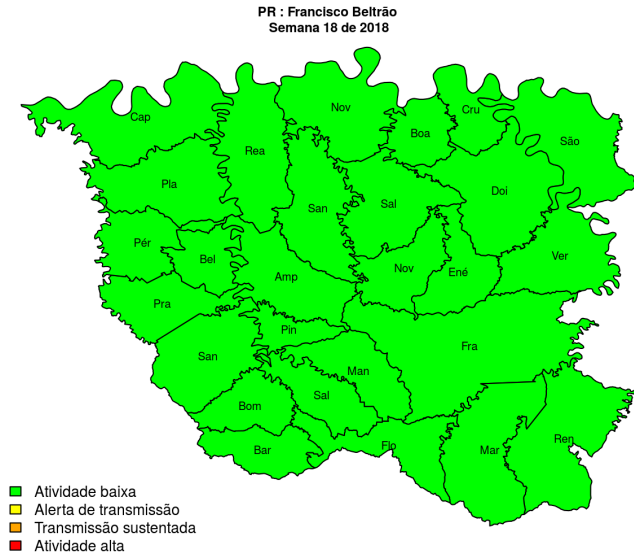 PR : Francisco Beltrão
Semana 18 de 2018
Cap
Nov
Cru
Boa
São
Rea
Pla
Doi
San
Sal
Pér
Bel
Ver
Nov
Ené
Amp
Pra
Pin
Fra
San
Man
Sal
Bom
Flo
Ren
Bar
Mar
Atividade baixa
Alerta de transmissão
Transmissão sustentada
Atividade alta